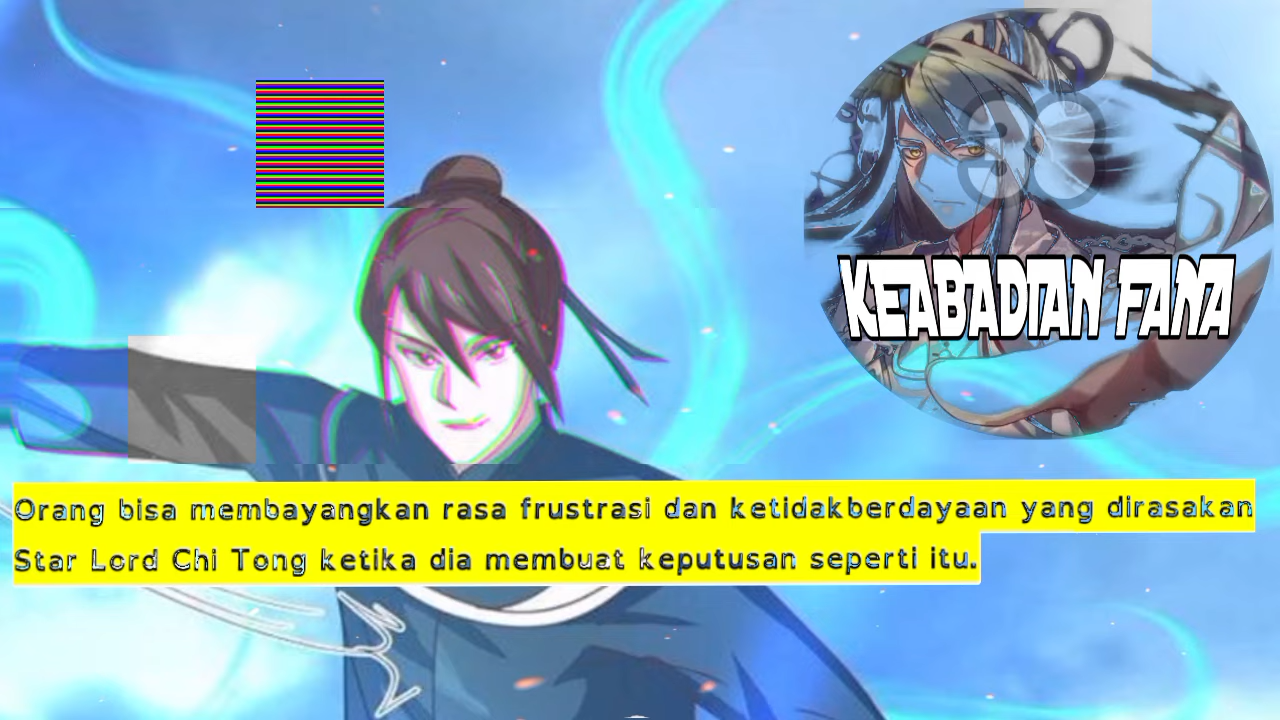 KEABADIAN FANA
Orang bisa membayangkan rasa frustrasi dan ketidakberdayaan yang dirasakan
Star Lord Chi Tong ketika dia membuat keputusan seperti itu.